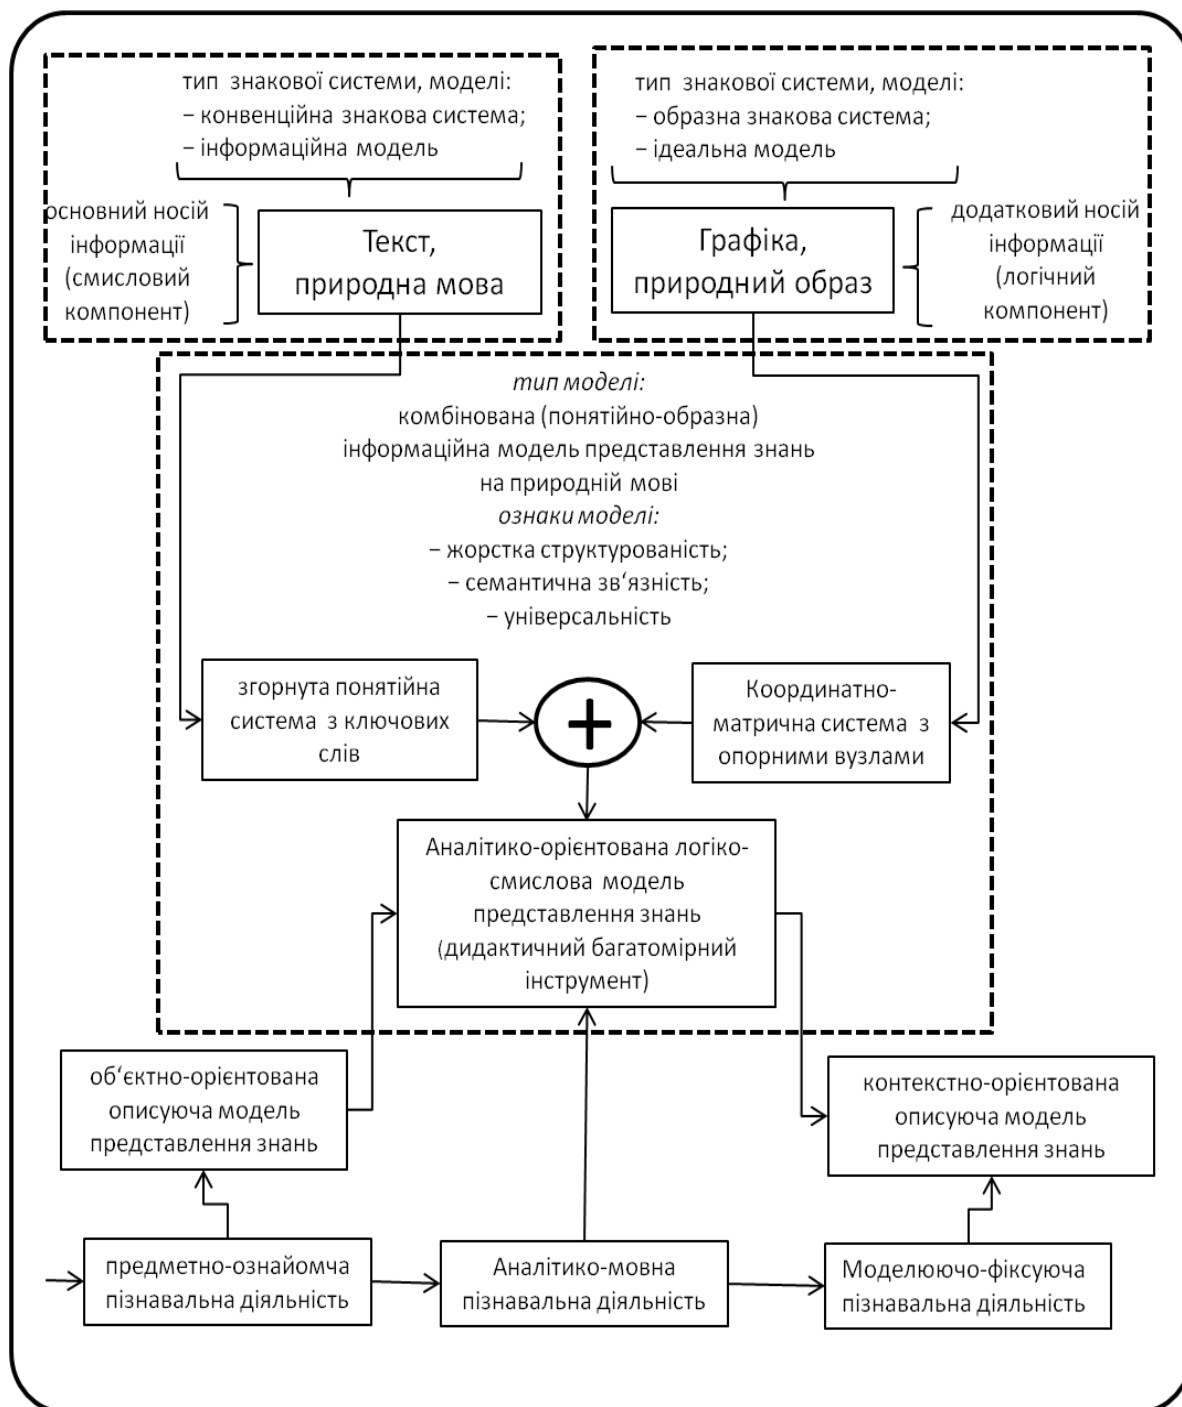 тип знакової системи, моделі:
– конвенційна знакова система;
– інформаційна модель
основний носій
інформації
(смисловий
компонент)
Текст,
природна мова
тип знакової системи, моделі:
– образна знакова система;
– ідеальна модель
Графіка,
природний образ
додатковий носій
інформації
(логічний
компонент)
тип моделі:
комбінована (понятійно-образна)
інформаційна модель представлення знань
на природній мові
ознаки моделі:
– жорстка структурованість;
– семантична зв‘язність;
– універсальність
згорнута понятійна
система з ключових
слів
+
Координатно-
матрична система з
опорними вузлами
Аналітико-орієнтована логіко-
смислова модель
представлення знань
(дидактичний багатомірний
інструмент)
об‘єктно-орієнтована
описуюча модель
представлення знань
контекстно-орієнтована
описуюча модель
представлення знань
предметно-ознайомча
пізнавальна діяльність
Аналітико-мовна
пізнавальна діяльність
Моделюючо-фіксуюча
пізнавальна діяльність